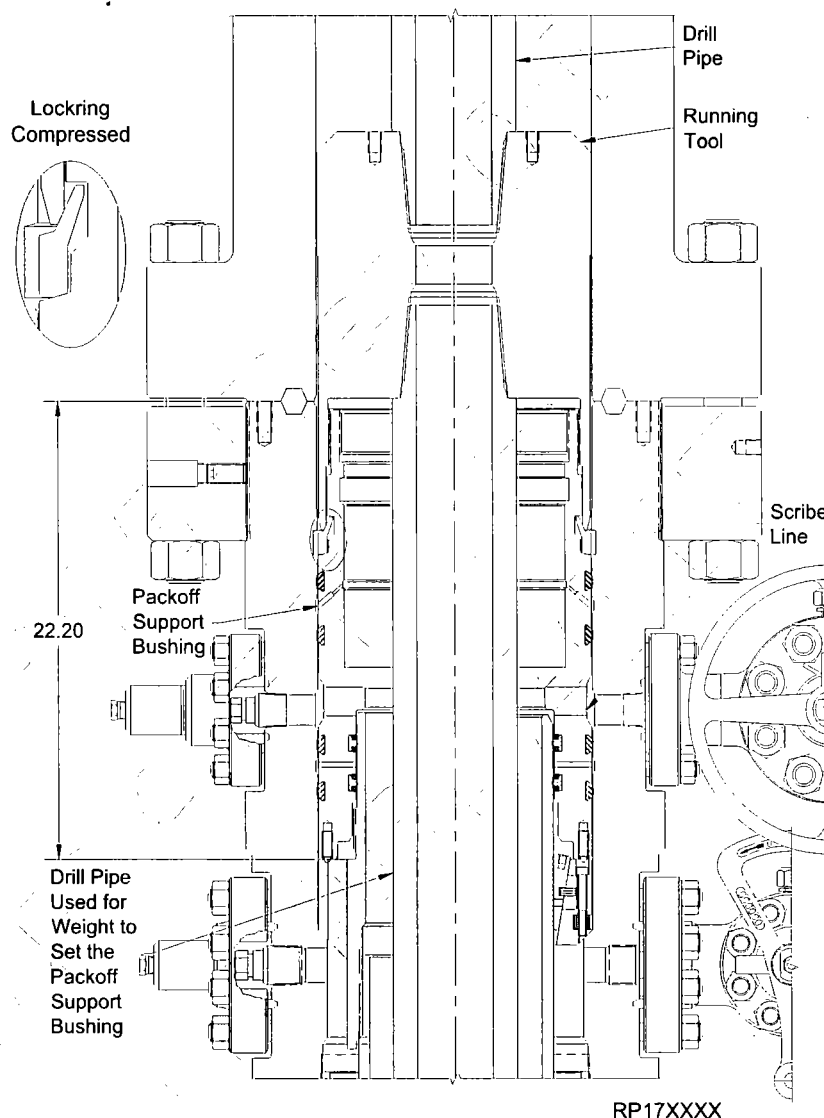 Drill
Pipe
Lockring
Compressed
Running
Tool
Scribe
Line
Packoff
Support
Bushing
22.20
Drill Pipe
Used for
Weight to
Set the
Packoff
Support
Bushing
RP17XXXX